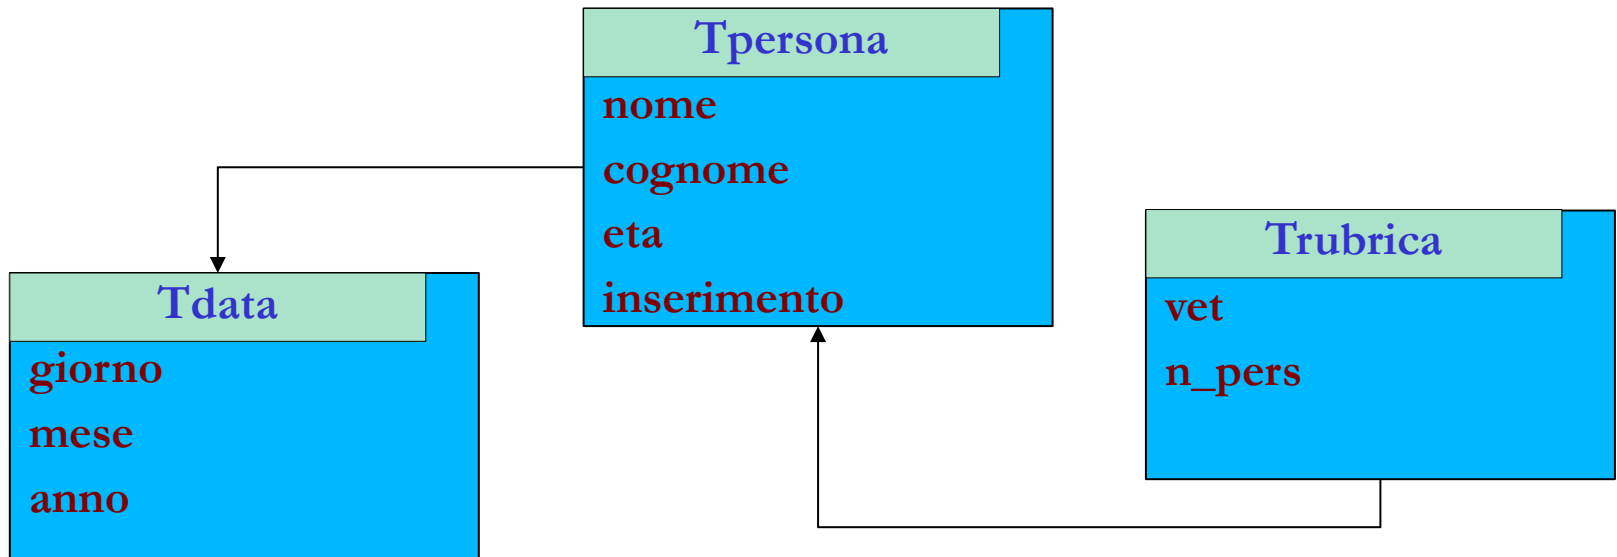 Tpersona
nome
cognome
eta
inserimento
Tdata
giorno
mese
anno
Trubrica
vet
n_pers